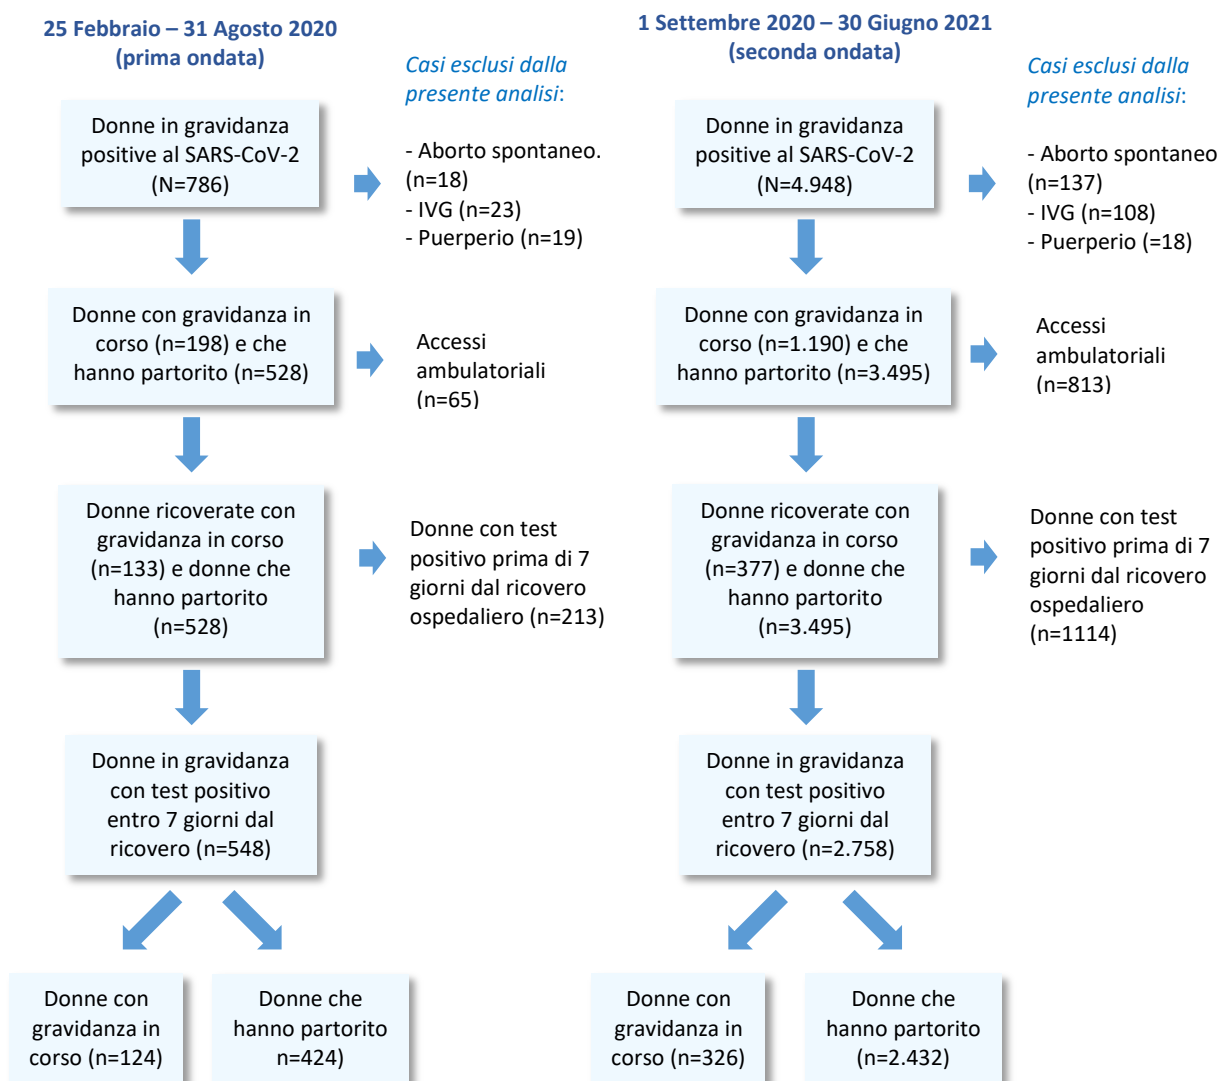 25 Febbraio – 31 Agosto 2020
(prima ondata)
Casi esclusi dalla
presente analisi:
Donne in gravidanza
positive al SARS-CoV-2
(N=786)
- Aborto spontaneo.
(n=18)
- IVG (n=23)
- Puerperio (n=19)
Donne con gravidanza in
corso (n=198) e che
hanno partorito (n=528)
Accessi
ambulatoriali
(n=65)
Donne ricoverate con
gravidanza in corso
(n=133) e donne che
hanno partorito
(n=528)
Donne con test
positivo prima di 7
giorni dal ricovero
ospedaliero (n=213)
Donne in gravidanza
con test positivo
entro 7 giorni dal
ricovero (n=548)
Donne con
gravidanza in
corso (n=124)
Donne che
hanno partorito
n=424)
1 Settembre 2020 – 30 Giugno 2021
(seconda ondata)
Casi esclusi dalla
presente analisi:
Donne in gravidanza
positive al SARS-CoV-2
(N=4.948)
- Aborto spontaneo
(n=137)
- IVG (n=108)
- Puerperio (=18)
Donne con gravidanza in
corso (n=1.190) e che
hanno partorito (n=3.495)
Accessi
ambulatoriali
(n=813)
Donne ricoverate con
gravidanza in corso
(n=377) e donne che
hanno partorito
(n=3.495)
Donne con test
positivo prima di 7
giorni dal ricovero
ospedaliero
(n=1114)
Donne in gravidanza
con test positivo
entro 7 giorni dal
ricovero (n=2.758)
Donne con
gravidanza in
corso (n=326)
Donne che
hanno partorito
(n=2.432)